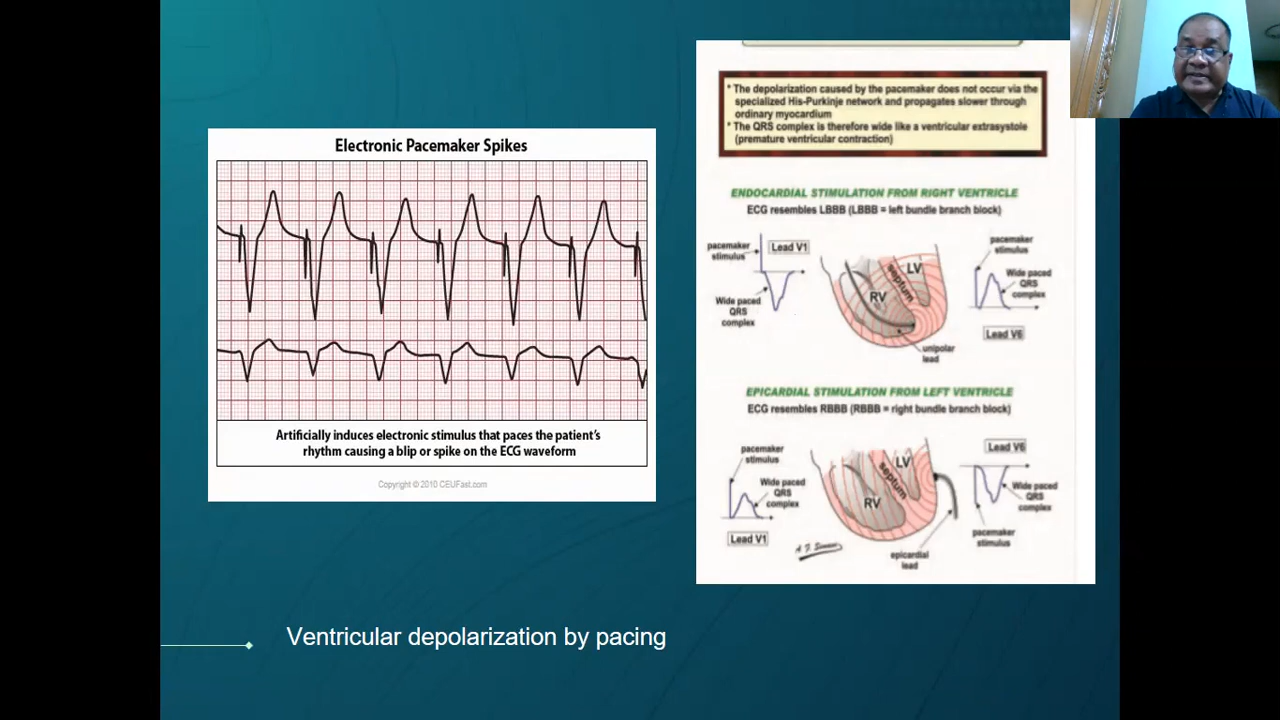 Electronic Pacemaker Spikes
Artificially induces electronic stimulus that paces the patient's
rhythm causing a blip or spike on the ECG waveform
Copyright © 2010 CEUFast.com
* The depolarization caused by the pacemaker does not occur via the
specialized His-Purkinje network and propagates slower through
ordinary myocardium
* The QRS complex is therefore wide like a ventricular extrasystole
(premature ventricular contraction)
ENDOCARDIAL STIMULATION FROM RIGHT VENTRICLE
ECG resembles LBBB (LBBB = left bundle branch block)
pacemaker
stimulus
Lead V1
Wide paced
QRS
complex
RV
septum
LV
unipolar
lead
pacemaker
stimulus
Wide paced
QRS
complex
Lead V6
EPICARDIAL STIMULATION FROM LEFT VENTRICLE
ECG resembles RBBB (RBBB = right bundle branch block)
pacemaker
stimulus
Wide paced
QRS
complex
Lead V1
RV
septum
LV
epicardial
lead
Lead V6
Wide paced
QRS
complex
pacemaker
stimulus
Ventricular depolarization by pacing